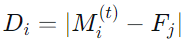 D_i = |M_i^{(t)} − F_j|